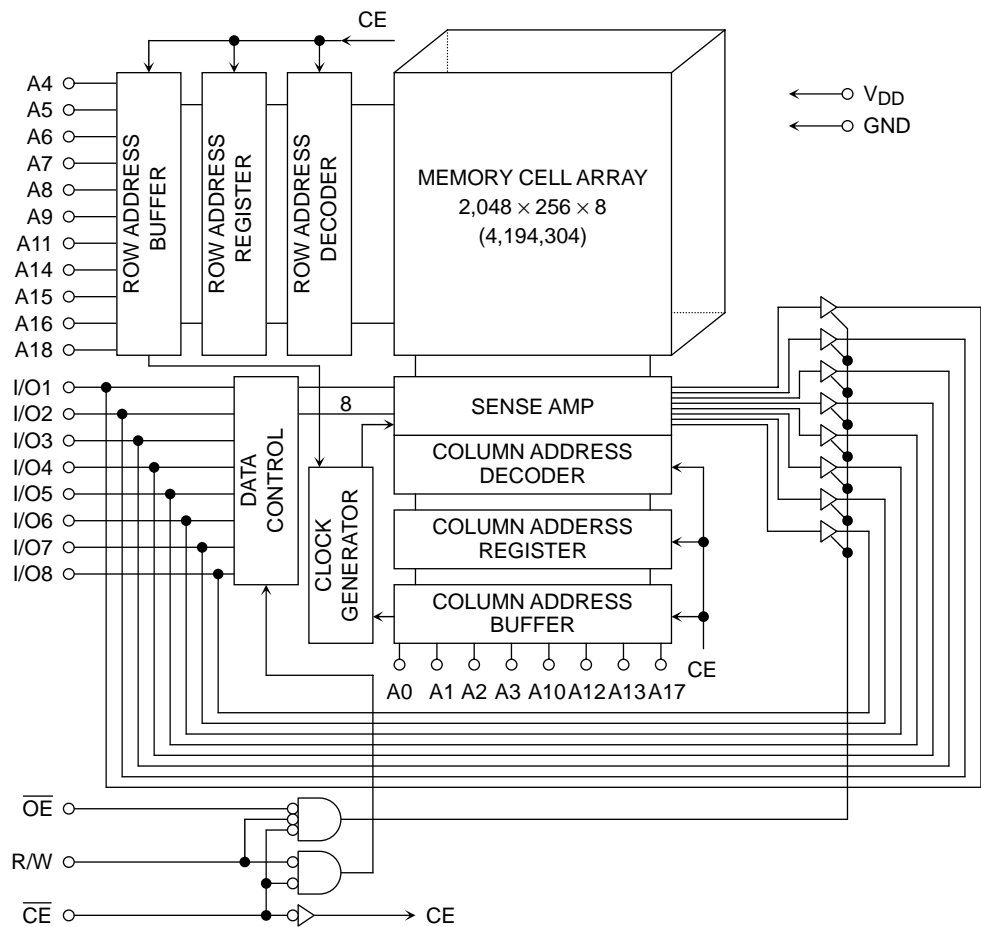 CE
A4
A5
A6
A7
A8
A9
A11
A14
A15
A16
A18
ROW ADDRESS
BUFFER
ROW ADDRESS
REGISTER
ROW ADDRESS
DECODER
MEMORY CELL ARRAY
2,048 × 256 × 8
(4,194,304)
VDD
GND
I/O1
I/O2
I/O3
I/O4
I/O5
I/O6
I/O7
I/O8
DATA
CONTROL
8
CLOCK
GENERATOR
SENSE AMP
COLUMN ADDRESS
DECODER
COLUMN ADDERSS
REGISTER
COLUMN ADDRESS
BUFFER
CE
A0 A1 A2 A3 A10 A12 A13 A17
O̅E̅
R/W
C̅E̅
CE